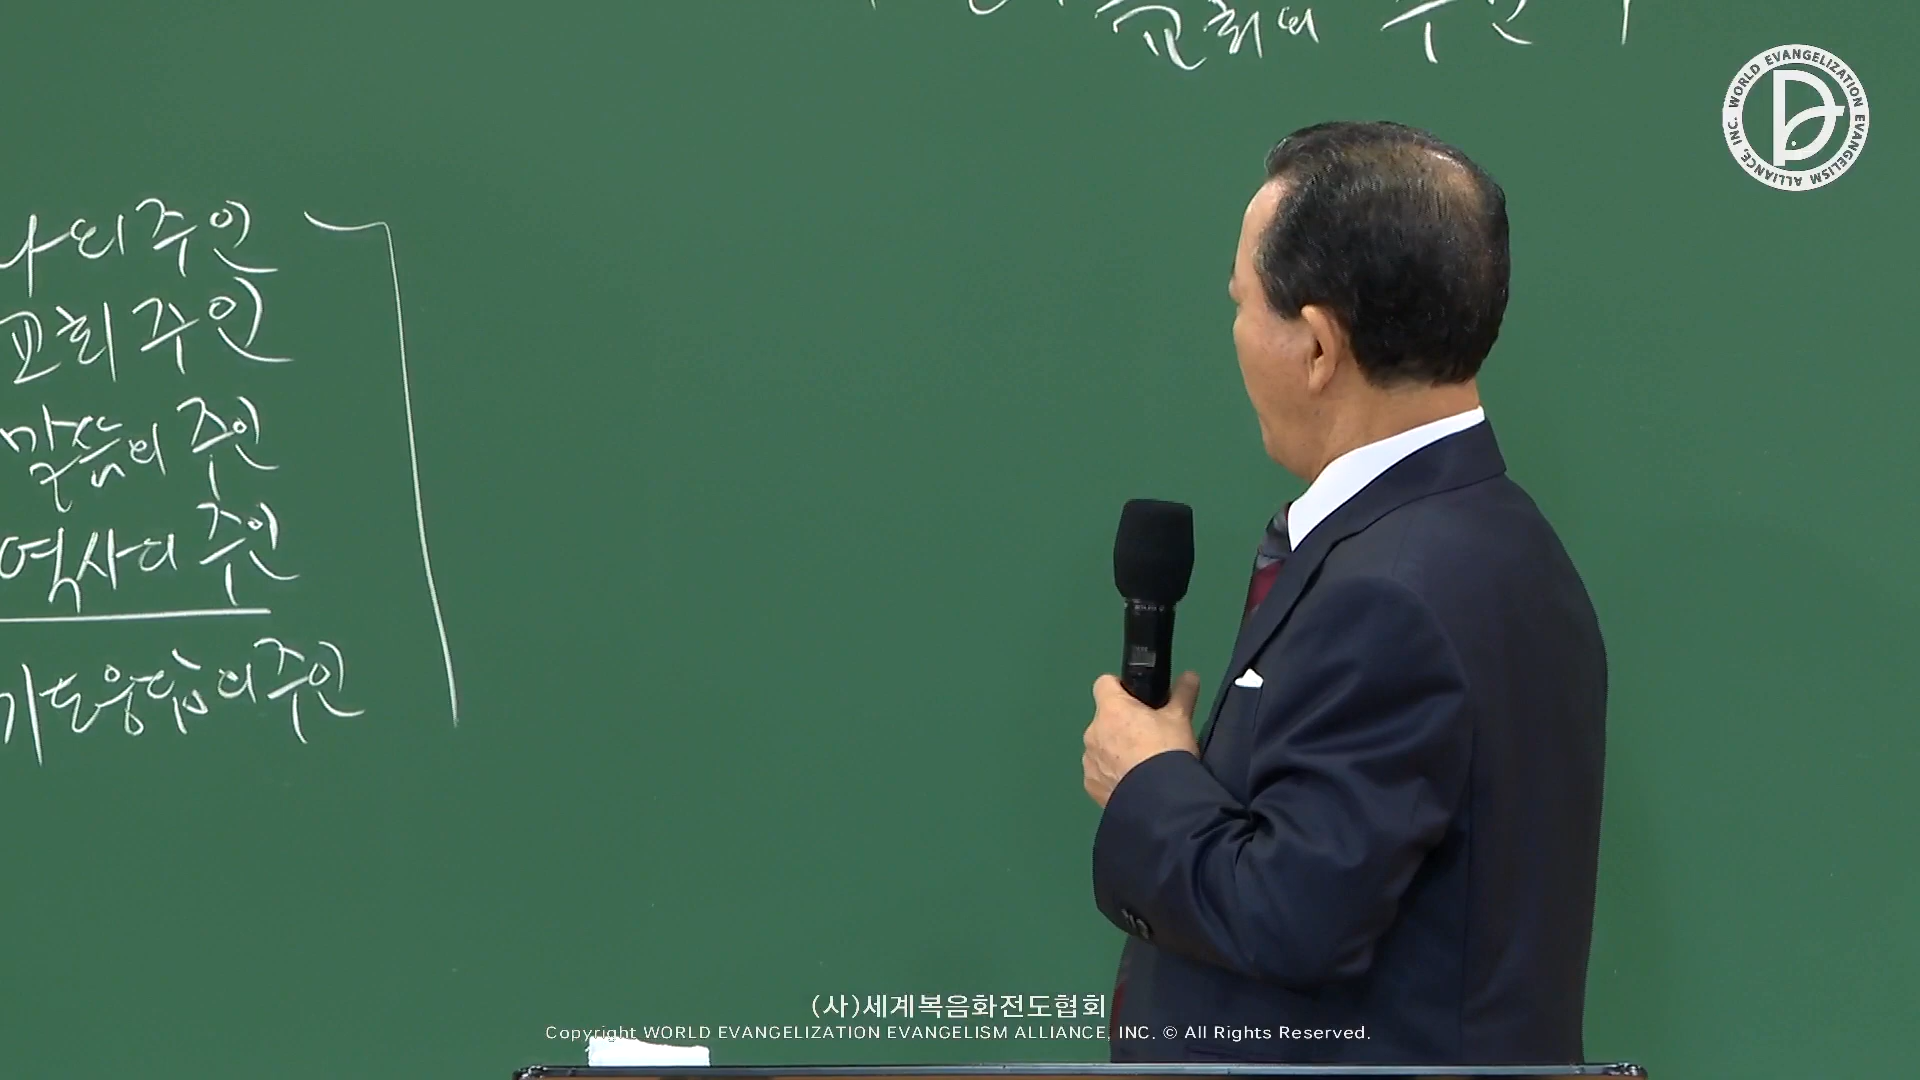 교회의 주인
WORLD EVANGELIZATION EVANGELISM ALLIANCE, INC.
나의 주인
교회 주인
말씀의 주인
역사의 주인
기도응답의 주인
(사)세계복음화전도협회
Copyright WORLD EVANGELIZATION EVANGELISM ALLIANCE, INC. © All Rights Reserved.